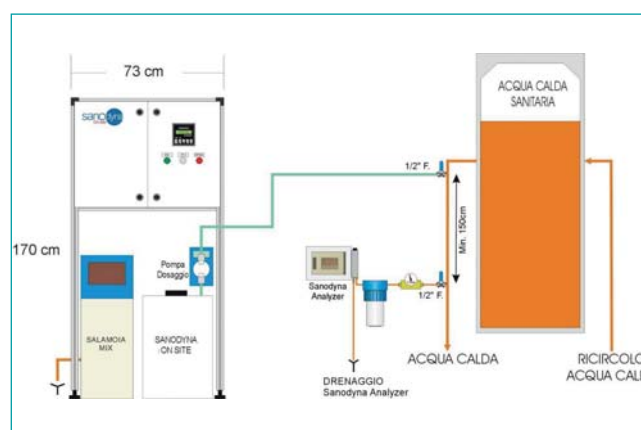 73 cm
sanodyna
ACQUA CALDA
SANITARIA
1/2" F.
170 cm
Min. 150cm
Pompa
Dosaggio
Sanodyna
Analyzer
1/2" F.
SALAMOIA
MIX
SANODYNA
ON SITE
ACQUA CALDA
RICIRCOLO
ACQUA CAL
DRENAGGIO
Sanodyna Analyzer